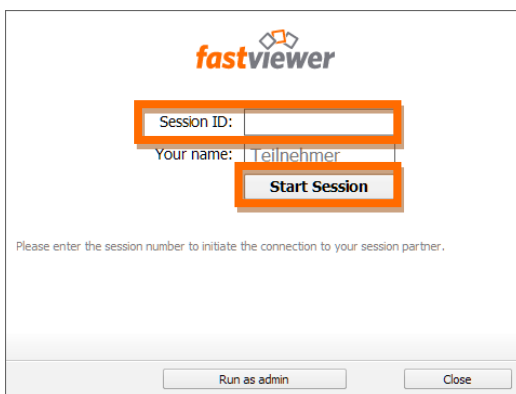 fastviewer
Session ID:
Your name: Teilnehmer
Start Session
Please enter the session number to initiate the connection to your session partner.
Run as admin Close